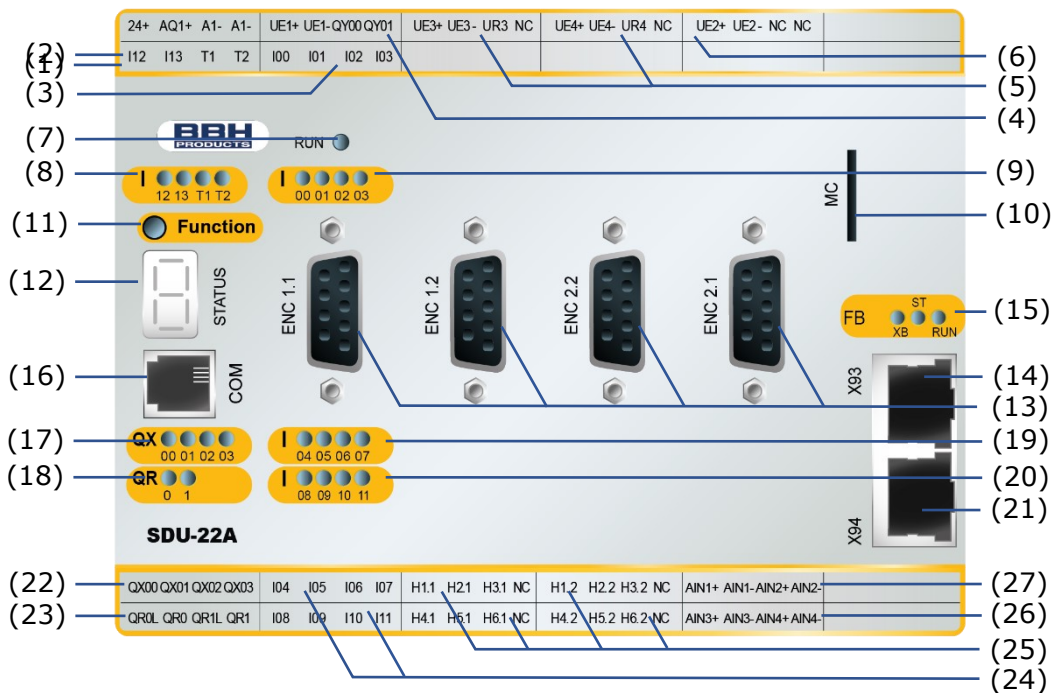 24+ AQ1+ A1- A1- UE1+ UE1- QY00 QY01 UE3+ UE3- UR3 NC UE4+ UE4- UR4 NC UE2+ UE2- NC NC
(2) (6)
(1)
I12 I13 T1 T2 I00 I01 I02 I03
(3) (5)
(4)
BBH
PRODUCTS
(7) RUN
(8) I I (9)
12 13 T1 T2 00 01 02 03
MC
(10)
(11) Function
(12) STATUS ENC 1.1 ENC 1.2 ENC 2.2 ENC 2.1
ST
FB (15)
XB RUN
(16) COM X93 (14)
(13)
(17) QX I (19)
00 01 02 03 04 05 06 07
(18) QR I (20)
0 1 08 09 10 11
(21)
SDU-22A X94
(22) QX00 QX01 QX02 QX03 I04 I05 I06 I07 H1.1 H2.1 H3.1 NC H1.2 H2.2 H3.2 NC AIN1+ AIN1- AIN2+ AIN2- (27)
(23) QR0L QR0 QR1L QR1 I08 I09 I10 I11 H4.1 H5.1 H6.1 NC H4.2 H5.2 H6.2 NC AIN3+ AIN3- AIN4+ AIN4- (26)
(25)
(24)